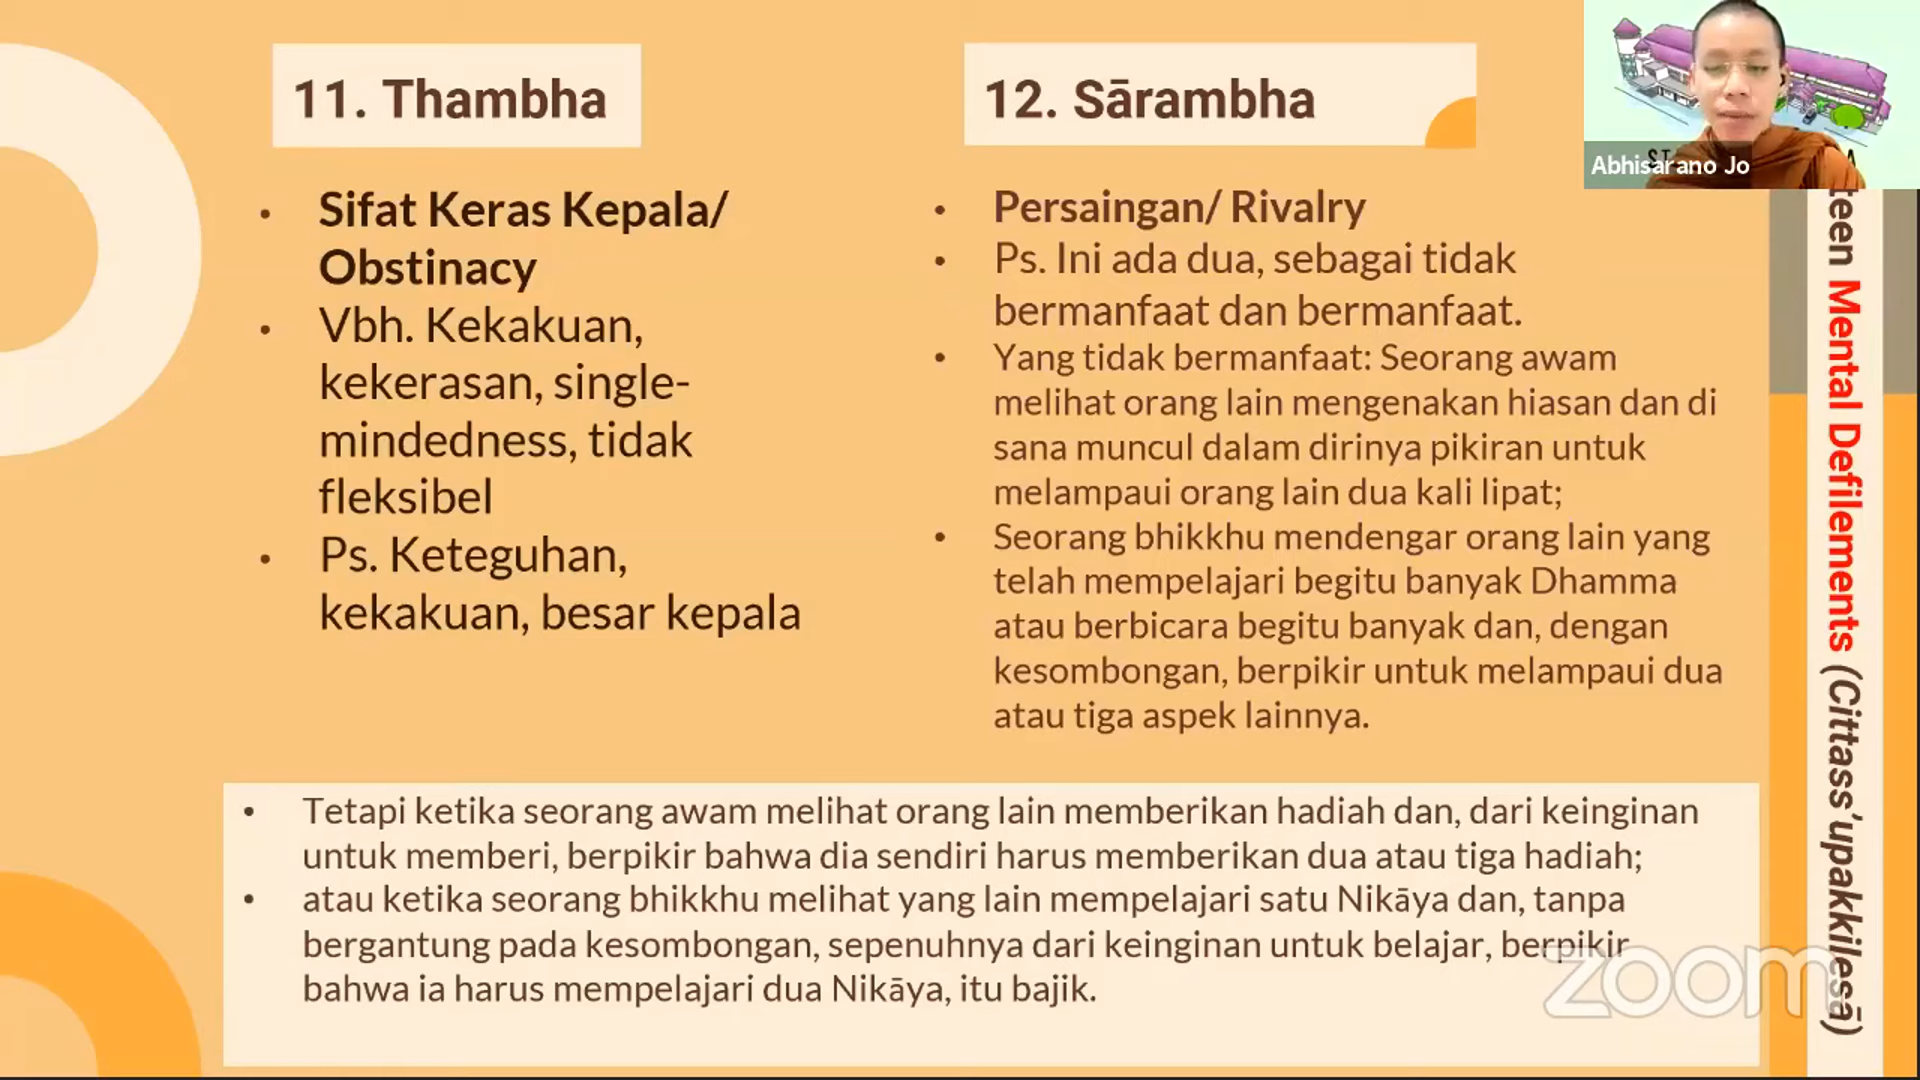 11. Thambha
• Sifat Keras Kepala/
Obstinacy
• Vbh. Kekakuan,
kekerasan, single-
mindedness, tidak
fleksibel
• Ps. Keteguhan,
kekakuan, besar kepala
12. Sārambha
• Persaingan/ Rivalry
• Ps. Ini ada dua, sebagai tidak
bermanfaat dan bermanfaat.
• Yang tidak bermanfaat: Seorang awam
melihat orang lain mengenakan hiasan dan di
sana muncul dalam dirinya pikiran untuk
melampaui orang lain dua kali lipat;
• Seorang bhikkhu mendengar orang lain yang
telah mempelajari begitu banyak Dhamma
atau berbicara begitu banyak dan, dengan
kesombongan, berpikir untuk melampaui dua
atau tiga aspek lainnya.
• Tetapi ketika seorang awam melihat orang lain memberikan hadiah dan, dari keinginan
untuk memberi, berpikir bahwa dia sendiri harus memberikan dua atau tiga hadiah;
• atau ketika seorang bhikkhu melihat yang lain mempelajari satu Nikāya dan, tanpa
bergantung pada kesombongan, sepenuhnya dari keinginan untuk belajar, berpikir
bahwa ia harus mempelajari dua Nikāya, itu bajik.
Abhisarano Jo
teen Mental Defilements (Cittass'upakkilesā)
zoom